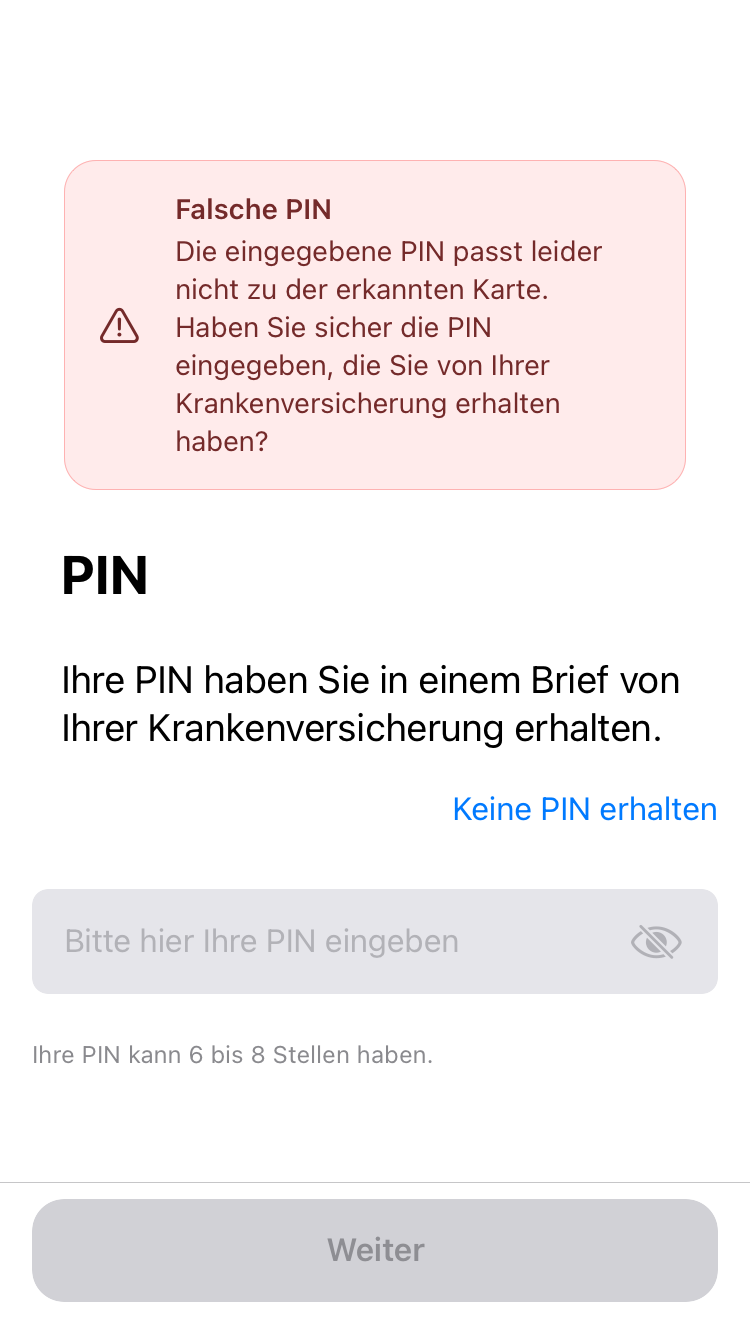 Falsche PIN
Die eingegebene PIN passt leider
nicht zu der erkannten Karte.
Haben Sie sicher die PIN
eingegeben, die Sie von Ihrer
Krankenversicherung erhalten
haben?
PIN
Ihre PIN haben Sie in einem Brief von
Ihrer Krankenversicherung erhalten.
Keine PIN erhalten
Bitte hier Ihre PIN eingeben
Ihre PIN kann 6 bis 8 Stellen haben.
Weiter